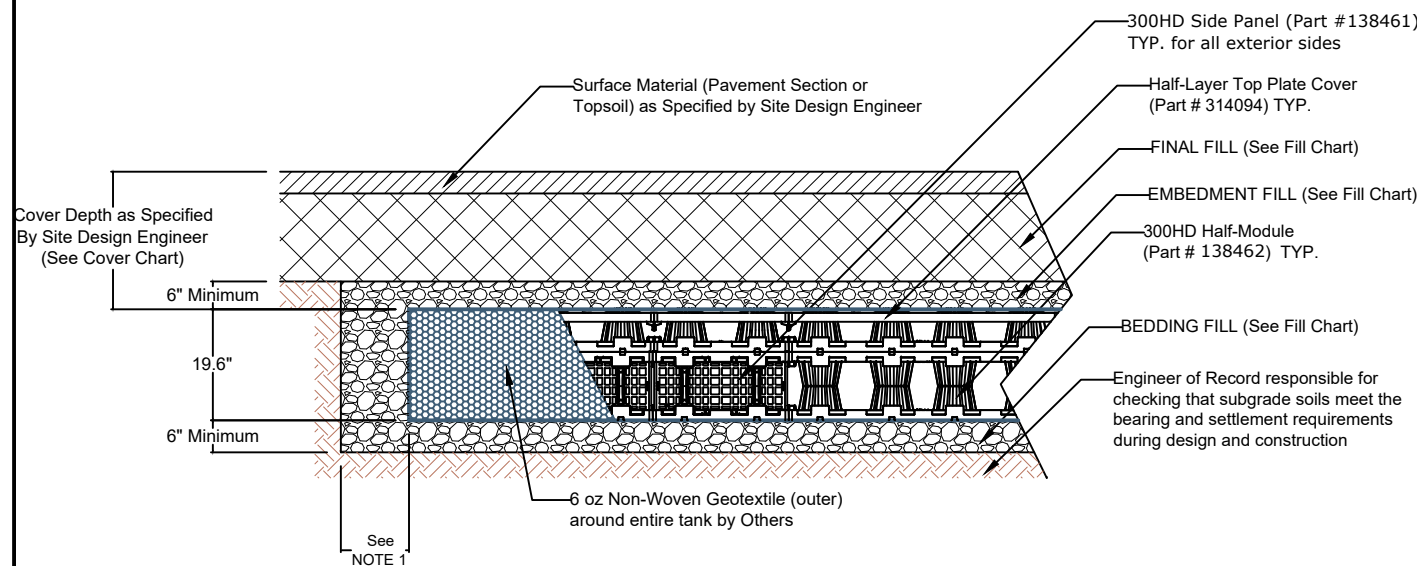 300HD Side Panel (Part #138461)
TYP. for all exterior sides
Surface Material (Pavement Section or
Topsoil) as Specified by Site Design Engineer
Half-Layer Top Plate Cover
(Part # 314094) TYP.
FINAL FILL (See Fill Chart)
EMBEDMENT FILL (See Fill Chart)
300HD Half-Module
(Part # 138462) TYP.
BEDDING FILL (See Fill Chart)
Engineer of Record responsible for
checking that subgrade soils meet the
bearing and settlement requirements
during design and construction
Cover Depth as Specified
By Site Design Engineer
(See Cover Chart)
6" Minimum
19.6"
6" Minimum
6 oz Non-Woven Geotextile (outer)
around entire tank by Others
See
NOTE 1